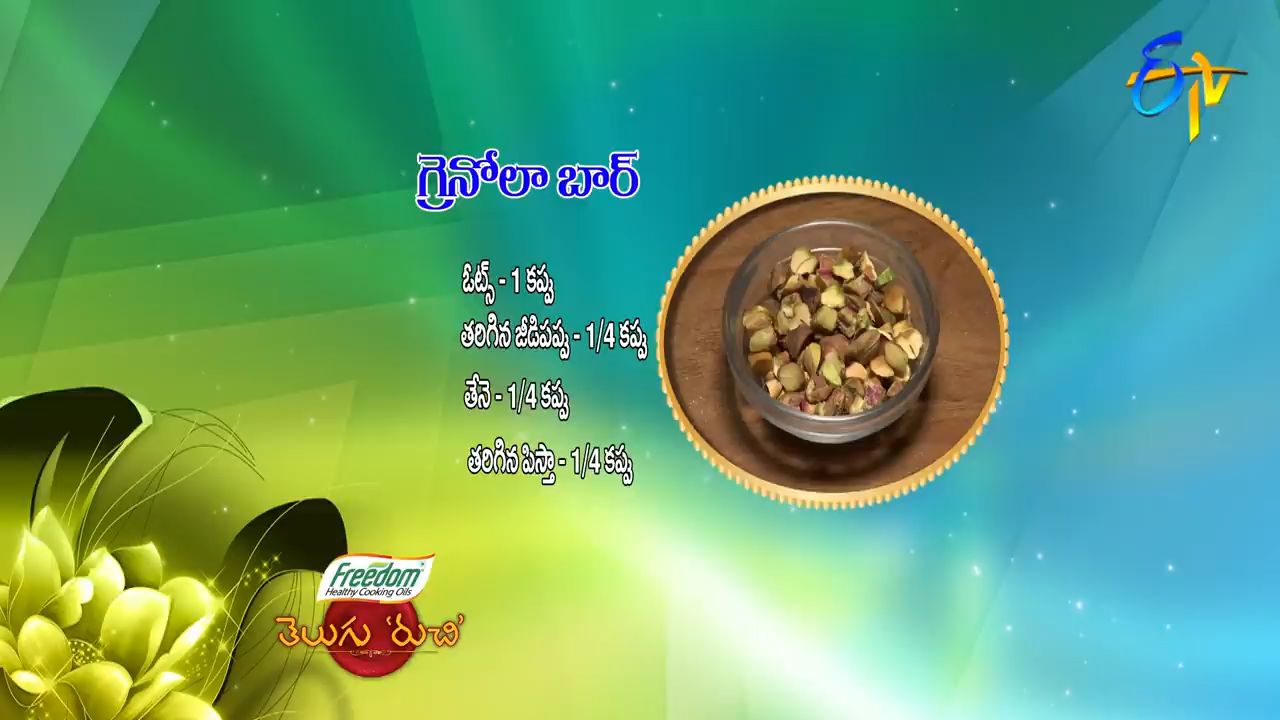 ETV
గ్రెనోలా బార్
ఓట్స్ - 1 కప్పు
తరిగిన జీడిపప్పు - 1/4 కప్పు
తేనె - 1/4 కప్పు
తరిగిన పిస్తా - 1/4 కప్పు
Freedom
Healthy Cooking Oils
తెలుగు 'రుచి'